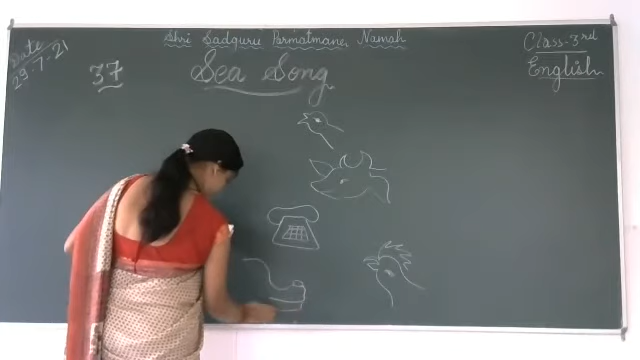 Shri Sadguru Parmatmane Namah
Date
29-7-21
Class-3rd
English
37
Sea Song